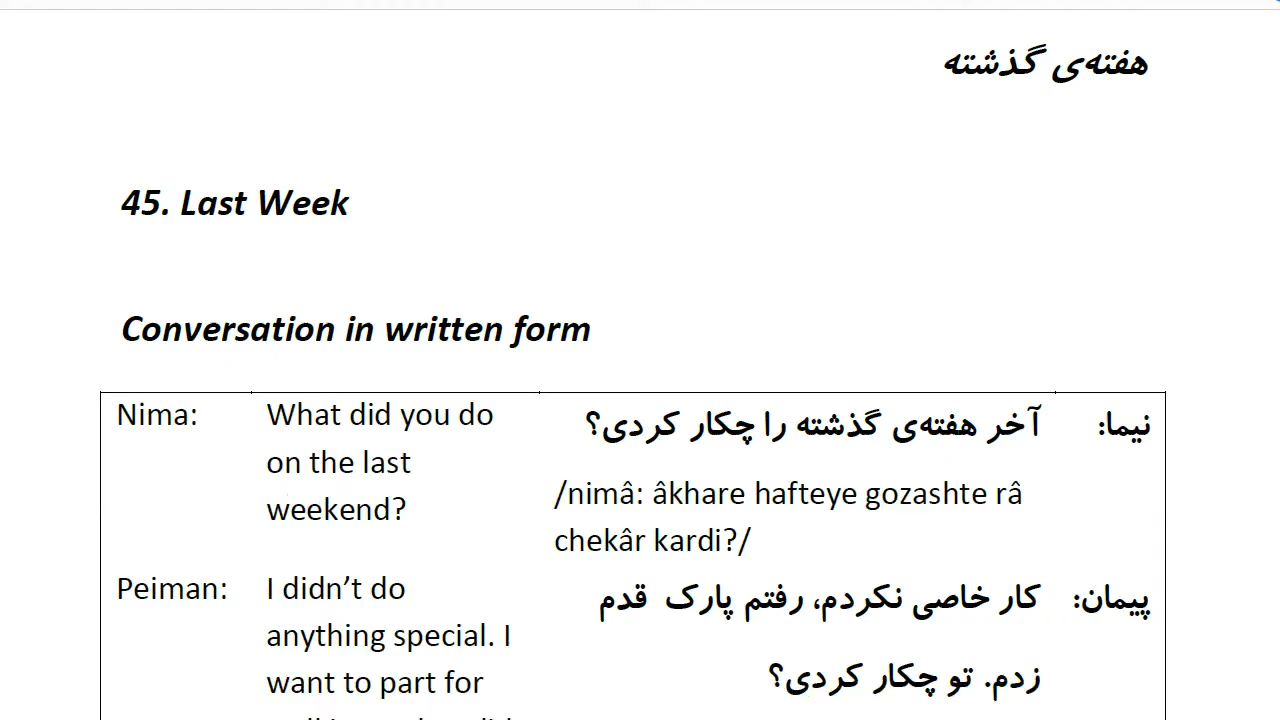 هفته‌ی گذشته
45. Last Week
Conversation in written form
Nima:
What did you do
on the last
weekend?
آخر هفته‌ی گذشته را چکار کردی؟
/nimâ: âkhare hafteye gozashte râ
chekâr kardi?/
نیما:
Peiman:
I didn’t do
anything special. I
want to part for
کار خاصی نکردم، رفتم پارک قدم
زدم. تو چکار کردی؟
پیمان: